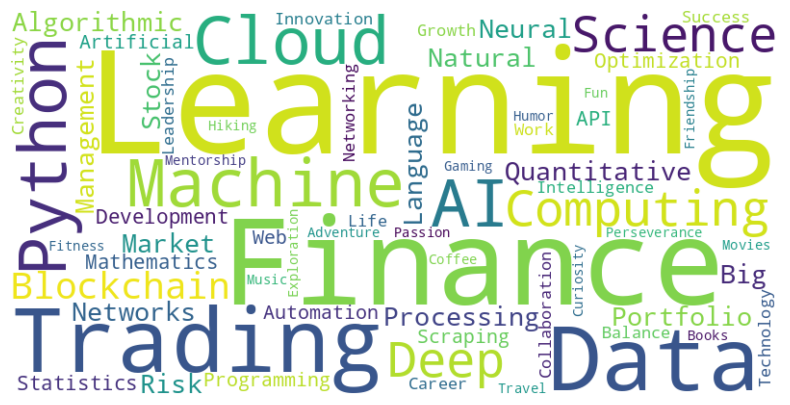 Algorithmic
Innovation
Cloud
Growth
Neural
Science
Success
Creativity
Python
Artificial
Management
Stock
Leadership
Learning
Networking
Natural
Optimization
Fun
Friendship
Hiking
Humor
Work
API
Mentorship
Machine
Language
Gaming
AI
Quantitative
Intelligence
Computing
Development
Life
Fitness
Market
Web
Adventure
Passion
Perseverance
Movies
Mathematics
Exploration
Finance
Coffee
Curiosity
Big
Blockchain
Music
Trading
Networks
Automation
Processing
Collaboration
Portfolio
Technology
Scraping
Balance
Books
Deep
Data
Statistics
Risk
Programming
Career
Travel